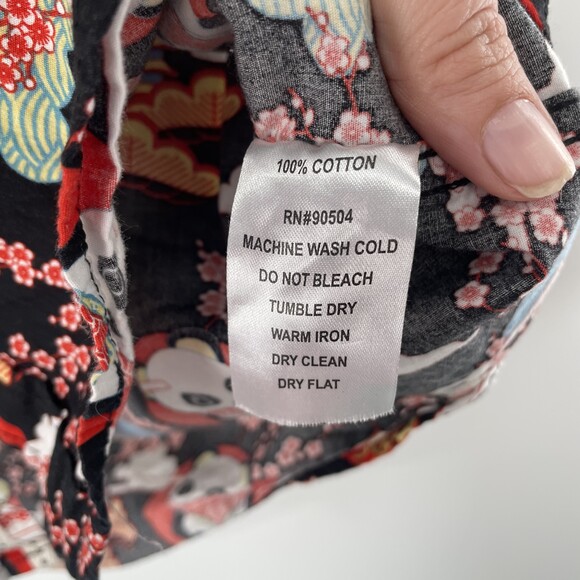 100% COTTON
RN#90504
MACHINE WASH COLD
DO NOT BLEACH
TUMBLE DRY
WARM IRON
DRY CLEAN
DRY FLAT